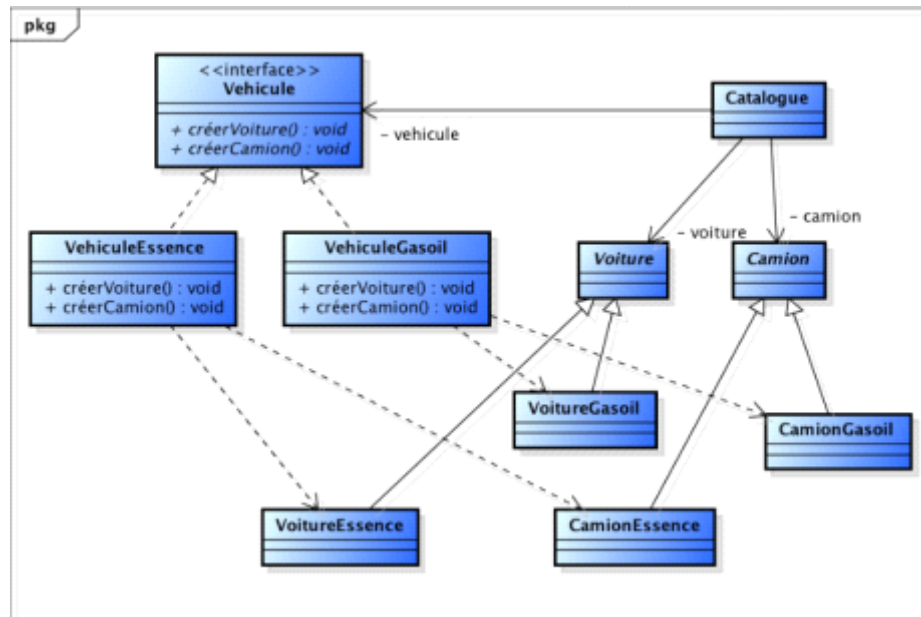 pkg
<<interface>>
Vehicule
+ créerVoiture() : void
+ créerCamion() : void
Catalogue
- vehicule
- voiture
- camion
VehiculeEssence
+ créerVoiture() : void
+ créerCamion() : void
VehiculeGasoil
+ créerVoiture() : void
+ créerCamion() : void
Voiture
Camion
VoitureGasoil
CamionGasoil
VoitureEssence
CamionEssence